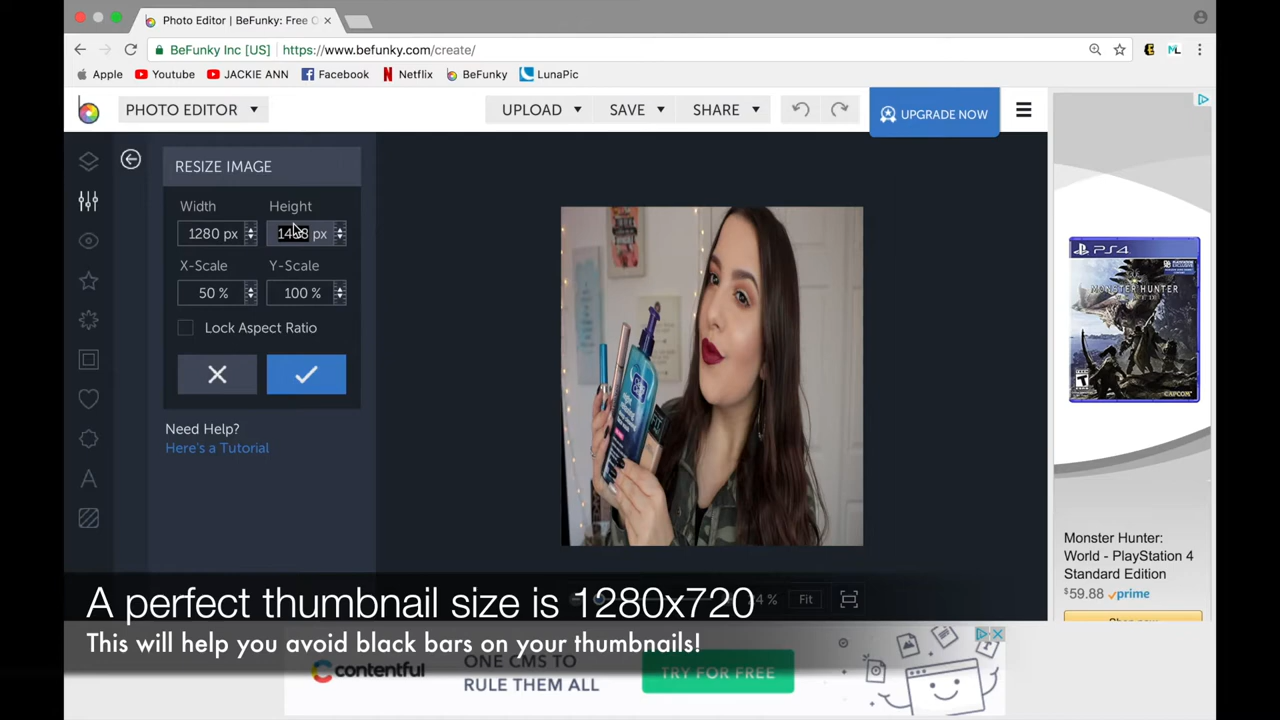 Photo Editor | BeFunky: Free O
BeFunky Inc [US] https://www.befunky.com/create/
Apple Youtube JACKIE ANN Facebook Netflix BeFunky LunaPic
PHOTO EDITOR UPLOAD SAVE SHARE UPGRADE NOW
RESIZE IMAGE
Width Height
1280 px px
X-Scale Y-Scale
50 % 100 %
Lock Aspect Ratio
Need Help?
Here's a Tutorial
PS4
MONSTER HUNTER
WORLD
CAPCOM
Monster Hunter:
World - PlayStation 4
Standard Edition
$59.88 prime
4 % Fit
A perfect thumbnail size is 1280x720
This will help you avoid black bars on your thumbnails!
contentful
ONE CMS TO
RULE THEM ALL
TRY FOR FREE